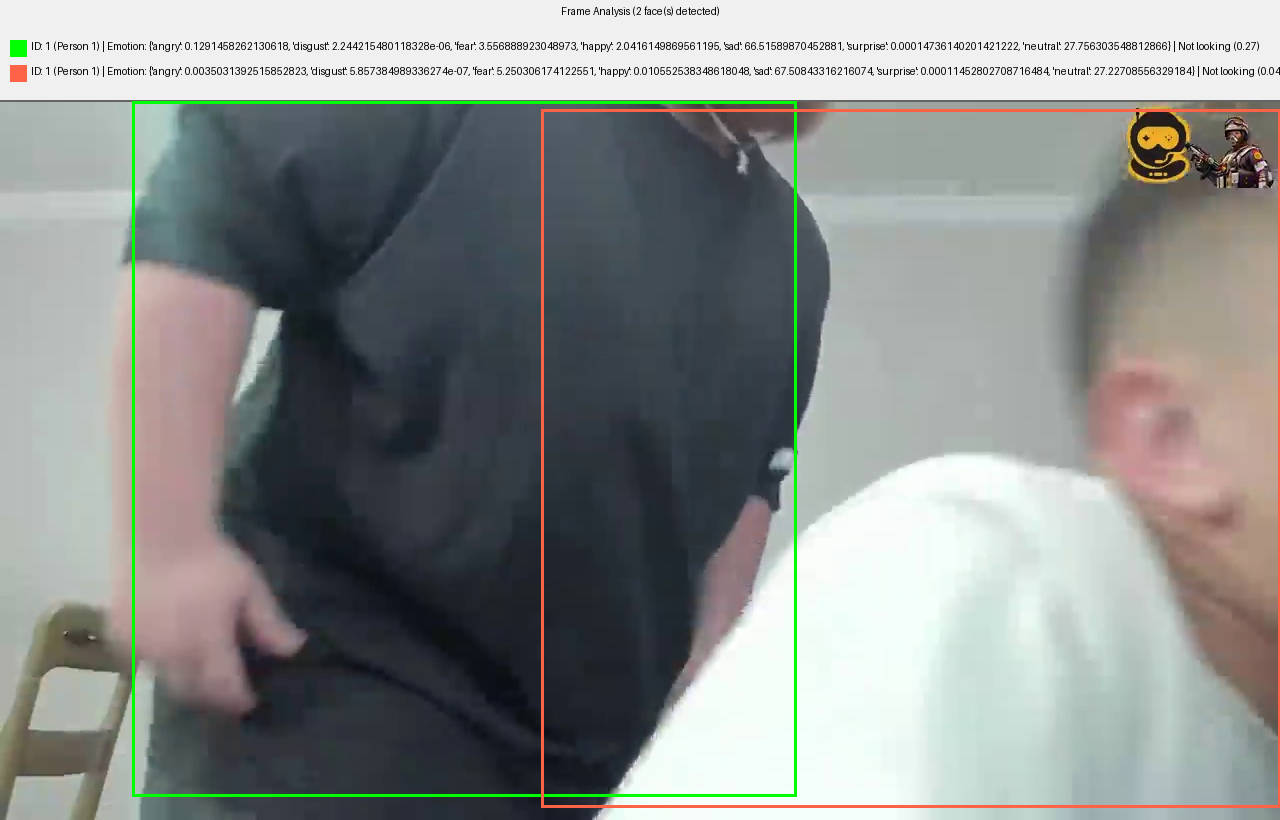 Frame Analysis (2 face(s) detected)
ID: 1 (Person 1) | Emotion: {'angry': 0.1291458262130618, 'disgust': 2.244215480118328e-06, 'fear': 3.556888923048973, 'happy': 2.0416149869561195, 'sad': 66.51589870452881, 'surprise': 0.00014736140201421222, 'neutral': 27.756303548812866} | Not looking (0.27)
ID: 1 (Person 1) | Emotion: {'angry': 0.0035031392515852823, 'disgust': 5.857384989336274e-07, 'fear': 5.250306174122551, 'happy': 0.010552538348618048, 'sad': 67.50843316216074, 'surprise': 0.00011452802708716484, 'neutral': 27.22708556329184} | Not looking (0.04